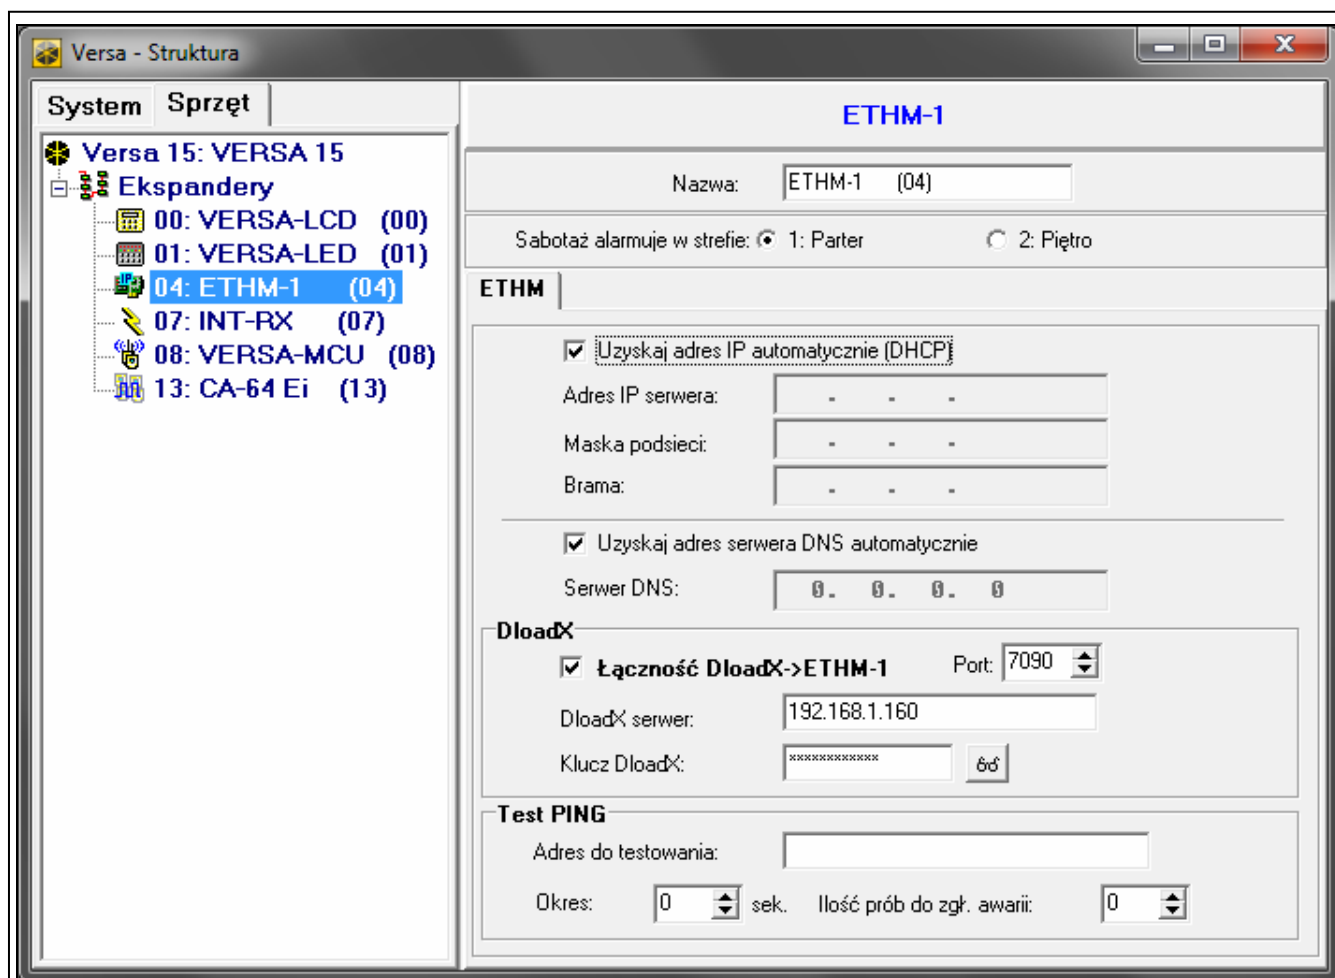 Versa - Struktura
System Sprzęt
Versa 15: VERSA 15
Ekspandery
00: VERSA-LCD (00)
01: VERSA-LED (01)
04: ETHM-1 (04)
07: INT-RX (07)
08: VERSA-MCU (08)
13: CA-64 Ei (13)
ETHM-1
Nazwa: ETHM-1 (04)
Sabotaż alarmuje w strefie: 1: Parter 2: Piętro
ETHM
Uzyskaj adres IP automatycznie (DHCP)
Adres IP serwera: . . .
Maska podsieci: . . .
Brama: . . .
Uzyskaj adres serwera DNS automatycznie
Serwer DNS: 0. 0. 0. 0
DloadX
Łączność DloadX->ETHM-1 Port: 7090
DloadX serwer: 192.168.1.160
Klucz DloadX: xxxxxxxxxxxx
Test PING
Adres do testowania:
Okres: 0 sek. Ilość prób do zgł. awarii: 0